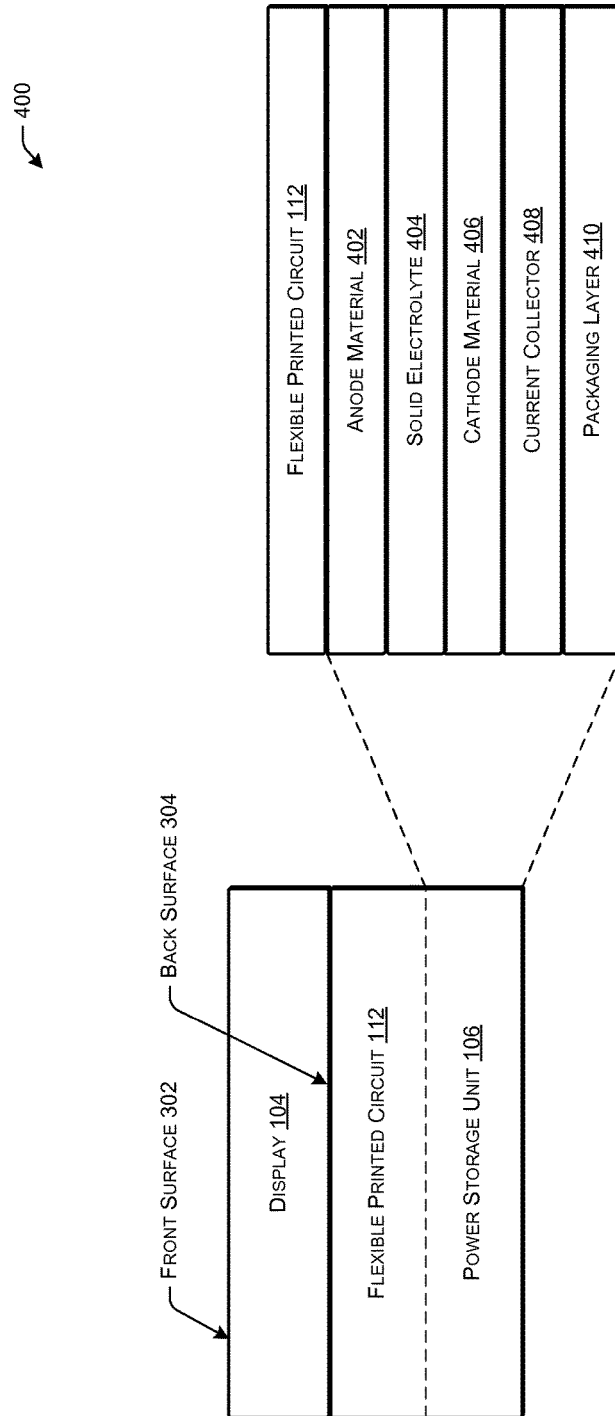 400
FRONT SURFACE 302
BACK SURFACE 304
DISPLAY 104
FLEXIBLE PRINTED CIRCUIT 112
POWER STORAGE UNIT 106
FLEXIBLE PRINTED CIRCUIT 112
ANODE MATERIAL 402
SOLID ELECTROLYTE 404
CATHODE MATERIAL 406
CURRENT COLLECTOR 408
PACKAGING LAYER 410